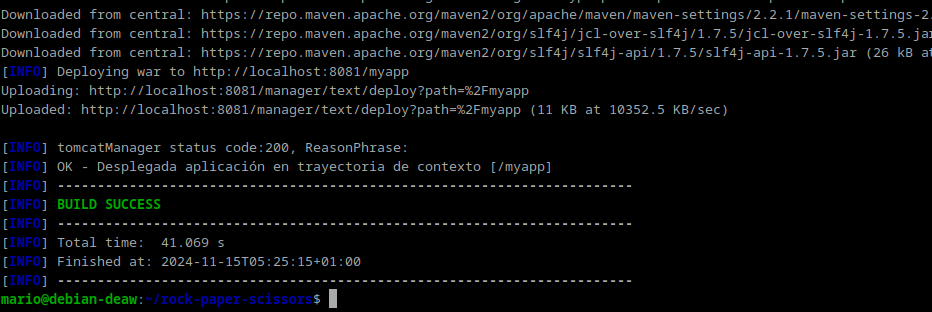 Downloaded from central: https://repo.maven.apache.org/maven2/org/apache/maven/maven-settings/2.2.1/maven-settings-2.
Downloaded from central: https://repo.maven.apache.org/maven2/org/slf4j/jcl-over-slf4j/1.7.5/jcl-over-slf4j-1.7.5.jar
Downloaded from central: https://repo.maven.apache.org/maven2/org/slf4j/slf4j-api/1.7.5/slf4j-api-1.7.5.jar (26 kB at
[INFO] Deploying war to http://localhost:8081/myapp
Uploading: http://localhost:8081/manager/text/deploy?path=%2Fmyapp
Uploaded: http://localhost:8081/manager/text/deploy?path=%2Fmyapp (11 KB at 10352.5 KB/sec)
[INFO] tomcatManager status code:200, ReasonPhrase:
[INFO] OK - Desplegada aplicación en trayectoria de contexto [/myapp]
[INFO] ------------------------------------------------------------------------
[INFO] BUILD SUCCESS
[INFO] ------------------------------------------------------------------------
[INFO] Total time:  41.069 s
[INFO] Finished at: 2024-11-15T05:25:15+01:00
[INFO] ------------------------------------------------------------------------
mario@debian-deaw:~/rock-paper-scissors$